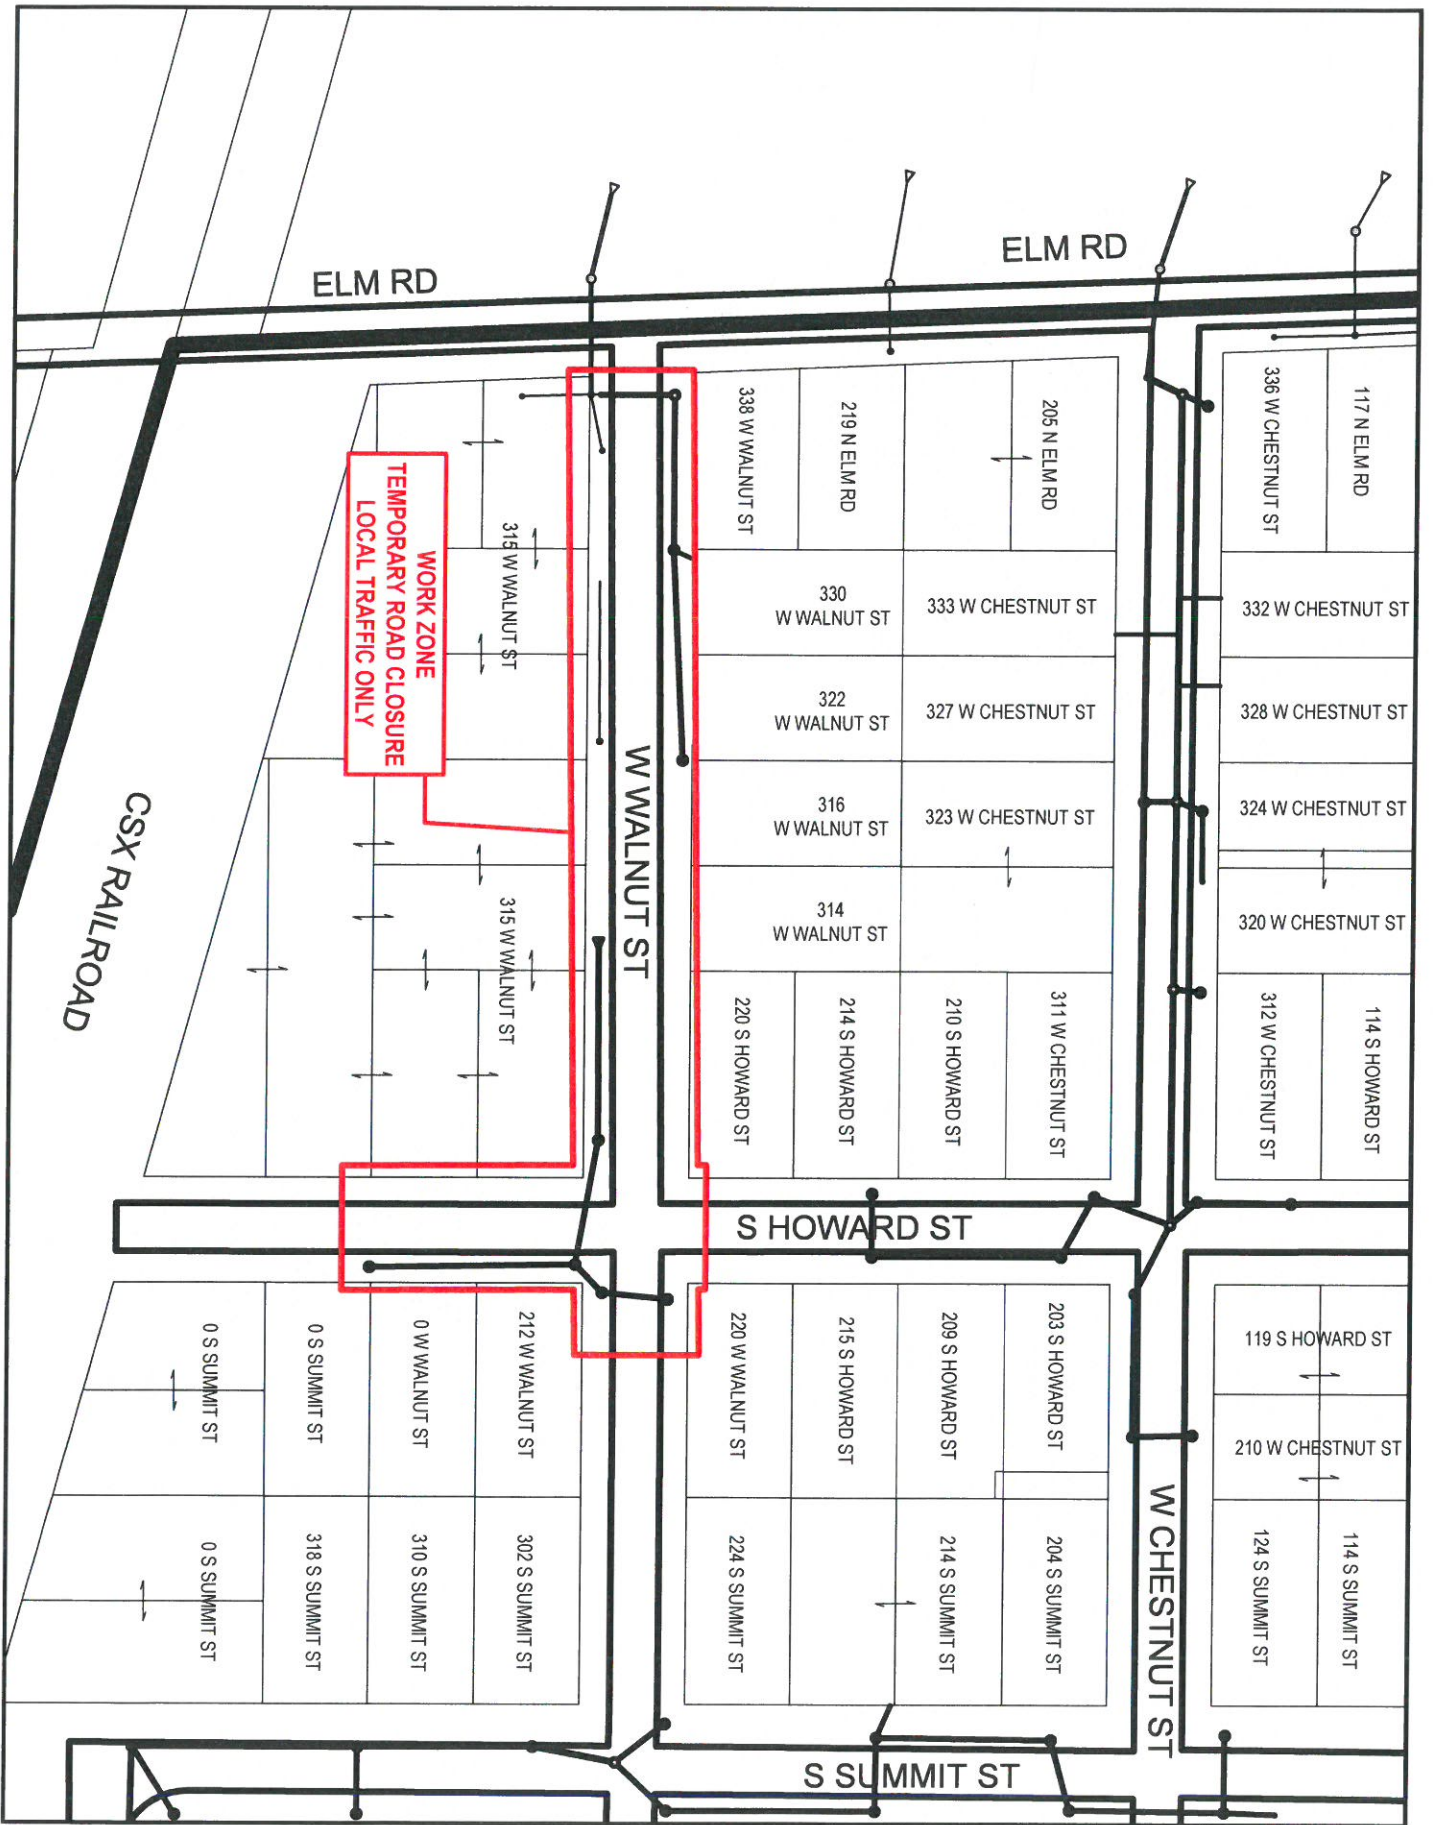 ELM RD
ELM RD
117 N ELM RD
336 W CHESTNUT ST
205 N ELM RD
219 N ELM RD
338 W WALNUT ST
332 W CHESTNUT ST
333 W CHESTNUT ST
330
W WALNUT ST
315 W WALNUT ST
WORK ZONE
TEMPORARY ROAD CLOSURE
LOCAL TRAFFIC ONLY
328 W CHESTNUT ST
327 W CHESTNUT ST
322
W WALNUT ST
324 W CHESTNUT ST
323 W CHESTNUT ST
316
W WALNUT ST
W WALNUT ST
320 W CHESTNUT ST
314
W WALNUT ST
315 W WALNUT ST
CSX RAILROAD
114 S HOWARD ST
312 W CHESTNUT ST
311 W CHESTNUT ST
210 S HOWARD ST
214 S HOWARD ST
220 S HOWARD ST
S HOWARD ST
119 S HOWARD ST
203 S HOWARD ST
209 S HOWARD ST
215 S HOWARD ST
220 W WALNUT ST
212 W WALNUT ST
0 W WALNUT ST
0 S SUMMIT ST
0 S SUMMIT ST
210 W CHESTNUT ST
W CHESTNUT ST
114 S SUMMIT ST
124 S SUMMIT ST
204 S SUMMIT ST
214 S SUMMIT ST
224 S SUMMIT ST
302 S SUMMIT ST
310 S SUMMIT ST
318 S SUMMIT ST
0 S SUMMIT ST
S SUMMIT ST